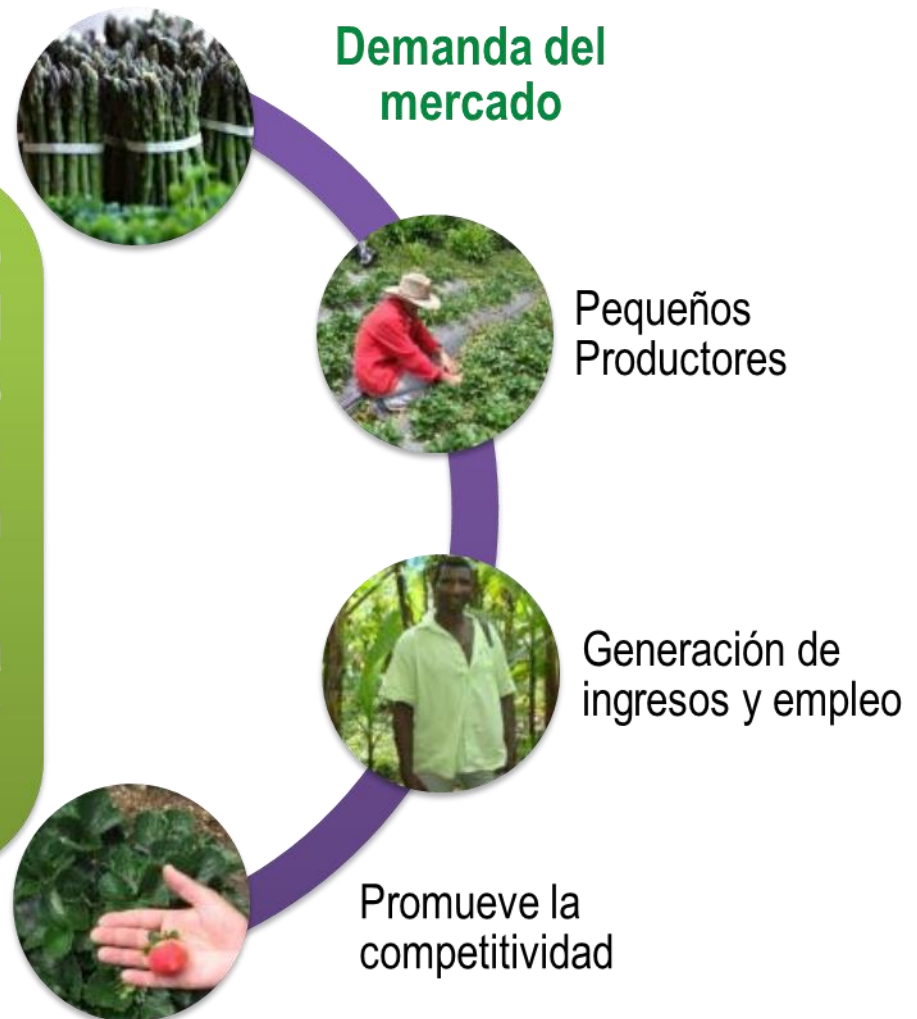 Demanda del
mercado
Pequeños
Productores
Generación de
ingresos y empleo
Promueve la
competitividad